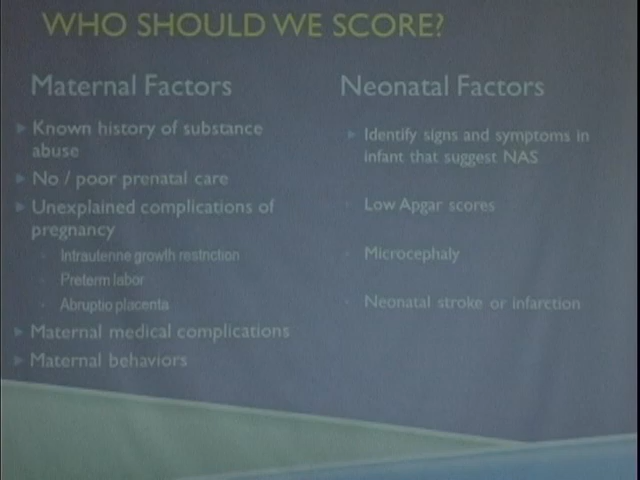 WHO SHOULD WE SCORE?
Maternal Factors
Known history of substance
abuse
No / poor prenatal care
Unexplained complications of
pregnancy
Intrauterine growth restriction
Preterm labor
Abruptio placenta
Maternal medical complications
Maternal behaviors
Neonatal Factors
Identify signs and symptoms in
infant that suggest NAS
Low Apgar scores
Microcephaly
Neonatal stroke or infarction